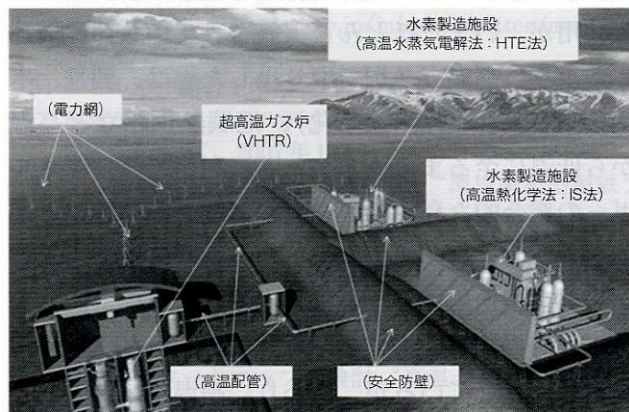 水素製造施設
(高温水蒸気電解法：HTE法)
(電力網)
超高温ガス炉
(VHTR)
水素製造施設
(高温熱化学法：IS法)
(高温配管)
(安全防壁)